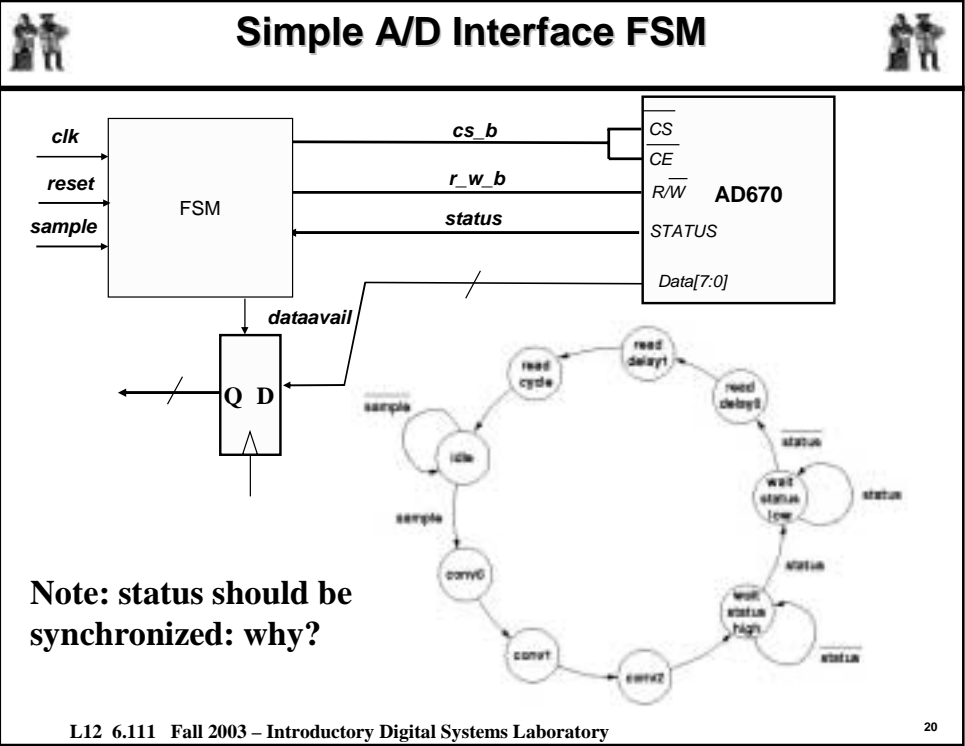 Simple A/D Interface FSM
clk
reset
sample
FSM
cs_b
r_w_b
status
CS
CE
R/W
AD670
STATUS
Data[7:0]
dataavail
Q D
read
delay1
read
cycle
read
delay0
sample
idle
status
wait
status
low
status
sample
status
conv0
wait
status
high
status
conv1
conv2
Note: status should be
synchronized: why?
L12 6.111 Fall 2003 – Introductory Digital Systems Laboratory
20